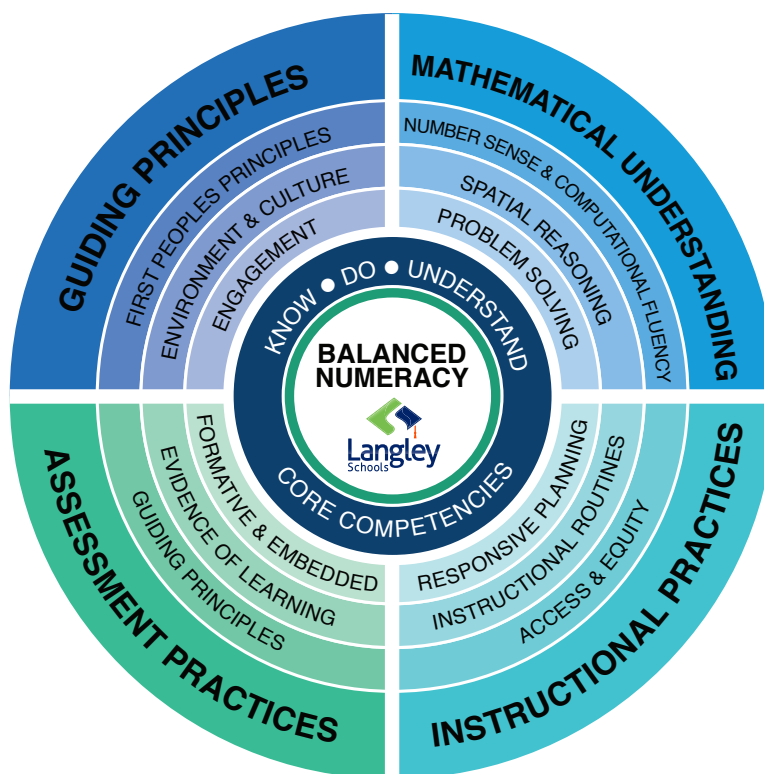 GUIDING PRINCIPLES
FIRST PEOPLES PRINCIPLES
ENVIRONMENT & CULTURE
ENGAGEMENT
MATHEMATICAL UNDERSTANDING
NUMBER SENSE & COMPUTATIONAL FLUENCY
SPATIAL REASONING
PROBLEM SOLVING
KNOW • DO • UNDERSTAND
BALANCED
NUMERACY
Langley
Schools
CORE COMPETENCIES
FORMATIVE & EMBEDDED
EVIDENCE OF LEARNING
GUIDING PRINCIPLES
ASSESSMENT PRACTICES
RESPONSIVE PLANNING
INSTRUCTIONAL ROUTINES
ACCESS & EQUITY
INSTRUCTIONAL PRACTICES